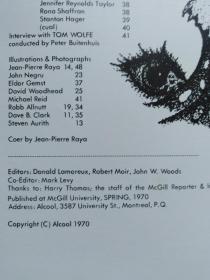 Jennifer Reynolds Taylor 38
Rona Shaffran 38
Stanton Hager 39
(cual) 40
Interview with TOM WOLFE 41
conducted by Peter Buitenhuis
Illustrations & Photographs
Jean-Pierre Raya 14, 48
John Negru 23
Eldor Gemst 37
David Woodhead 25
Michael Reid 41
Robb Allnutt 19, 34
Dave B Clark 11, 35
Steven Aurith 13
Coer by Jean-Pierre Raya
Editors: Donald Lamoreux, Robert Moir, John W. Woods
Co-Editor: Mark Levy
Thanks to: Harry Thomas; the staff of the McGill Reporter &
Published at McGill University, SPRING, 1970
Address: Alcool, 3587 University St., Montreal, P.Q.
Copyright (C) Alcool 1970